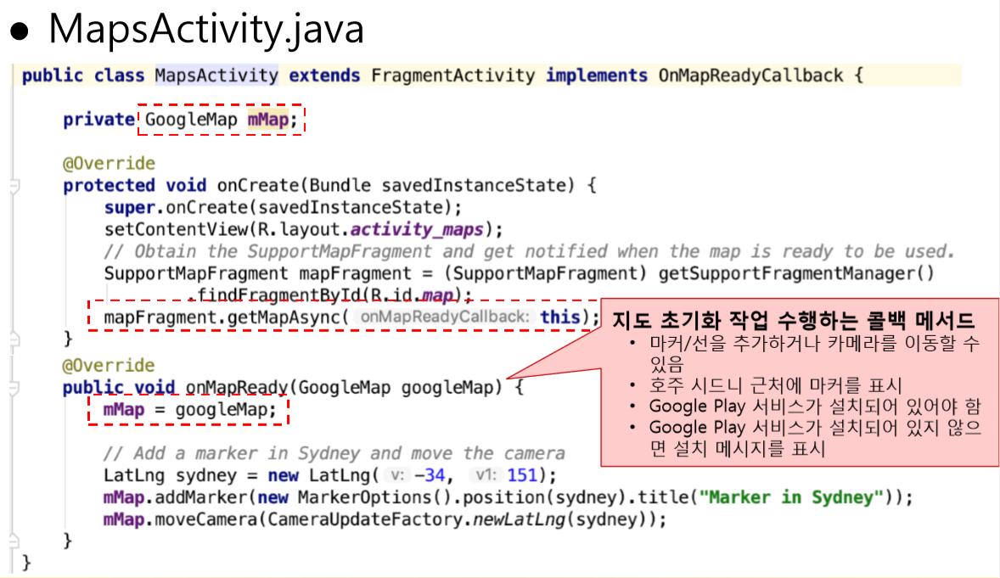 ● MapsActivity.java
public class MapsActivity extends FragmentActivity implements OnMapReadyCallback {
private GoogleMap mMap;
@Override
protected void onCreate(Bundle savedInstanceState) {
super.onCreate(savedInstanceState);
setContentView(R.layout.activity_maps);
// Obtain the SupportMapFragment and get notified when the map is ready to be used.
SupportMapFragment mapFragment = (SupportMapFragment) getSupportFragmentManager()
.findFragmentById(R.id.map);
mapFragment.getMapAsync( onMapReadyCallback: this);
}
@Override
public void onMapReady(GoogleMap googleMap) {
mMap = googleMap;
// Add a marker in Sydney and move the camera
LatLng sydney = new LatLng( v: -34, v1: 151);
mMap.addMarker(new MarkerOptions().position(sydney).title("Marker in Sydney"));
mMap.moveCamera(CameraUpdateFactory.newLatLng(sydney));
}
}
지도 초기화 작업 수행하는 콜백 메서드
• 마커/선을 추가하거나 카메라를 이동할 수
있음
• 호주 시드니 근처에 마커를 표시
• Google Play 서비스가 설치되어 있어야 함
• Google Play 서비스가 설치되어 있지 않으
면 설치 메시지를 표시